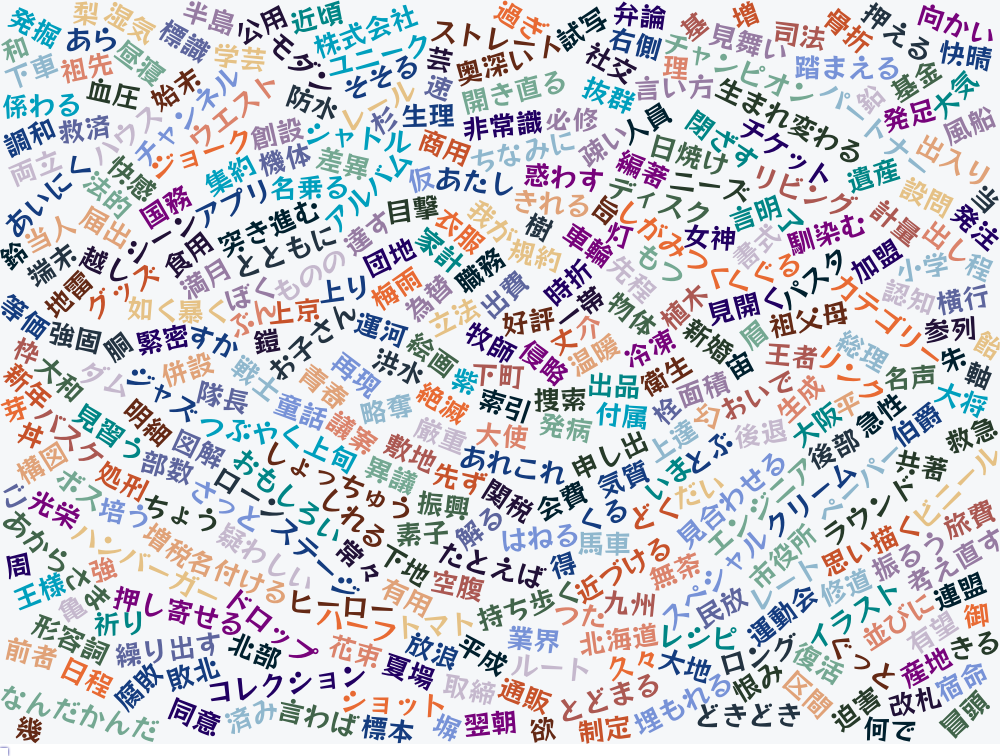 発掘
梨
湿気
半島
公用
近頃
株式会社
ユニーク
ストレート
過ぎ
試写
弁論
基
増
見舞い
司法
骨折
押える
向かい
快晴
和
あら
標識
学芸
モダン
芸
奥深い
右側
社交
チャンピオン
理
踏まえる
基金
下車
祖先
昼寝
始末
チャンネル
そそる
速
開き直る
抜群
言い方
生まれ変わる
パーティー
鉛
発足
大気
係わる
血圧
ハウス
ジョーク
ウエスト
防水
レール
杉
生理
非常識
必修
人員
閉ざす
チケット
風船
調和
救済
創設
シャトル
商用
ちなみに
疎い
日焼け
出入り
両立
快感
集約
機体
差異
仮
あたし
惑わす
編著
ニーズ
リビング
遺産
設問
当
あいにく
法的
国務
アプリ
名乗る
アルバム
目撃
きれる
ディスク
言明
発注
鈴
当人
届出
シーン
突き進む
達す
衣服
我が
樹
局
灯
しがみつく
女神
書式
馴染む
計量
出し
程
端末
越し
食用
とともに
団地
家計
規約
車輪
先程
もつ
くぐる
パスタ
加盟
小学
地震
グッズ
満月
ものの
上り
梅雨
職務
時折
物体
植木
見開く
カテゴリー
認知
横行
等価
強固
如く
暴く
ぼく
ぶん
上京
為替
立法
出費
一帯
好評
丈
介
新婚
眉
祖父母
参列
飴
胴
緊密
すか
鎧
お子さん
運河
絵画
牧師
侵略
温暖
冷凍
宙
王者
リンク
総理
朱
軸
枠
大和
ダム
併設
戦士
再現
洪水
紫
下町
出品
衛生
面積
おいで
生成
名声
大将
新年
ジャズ
隊長
青春
略奪
絶滅
索引
捜索
付属
栓
匂
大阪
平
急性
伯爵
芽
バスケ
見習う
明細
つぶやく
童話
議案
厳重
大使
発病
上達
後退
後部
救急
丼
図解
上旬
敷地
あれこれ
申し出
気質
いま
とぶ
エンジニア
クリーム
ペーパー
共著
構図
ボス
処刑
部数
おもしろい
しょっちゅう
異議
先ず
関税
会費
くる
どく
だい
見合わせる
ラウンド
ビニール
光栄
培う
ちょう
さっと
ローン
ステージ
しれる
振興
素子
解る
はねる
馬車
市役所
思い描く
旅費
あからさま
ハンバーガー
増税
疑わしい
常々
下地
たとえば
得
近づける
無茶
スペシャル
レート
修道
振るう
考え直す
周
王様
強
名付ける
ヒーロー
有用
空腹
持ち歩く
つた
九州
民放
運動会
イラスト
並びに
連盟
亀
祈り
押し寄せる
ドロップ
ハーフ
トマト
業界
北海道
レシピ
ロング
復活
ぐっと
有望
御
形容詞
繰り出す
北部
花束
放浪
平成
ルート
久々
大地
恨み
区間
産地
きる
前者
日程
腐敗
敗北
コレクション
夏場
取締
通販
とどまる
埋もれる
どきどき
迫害
改札
宿命
なんだかんだ
幾
同意
済み
言わば
ショット
標本
塀
翌朝
欲
制定
何で
冒頭